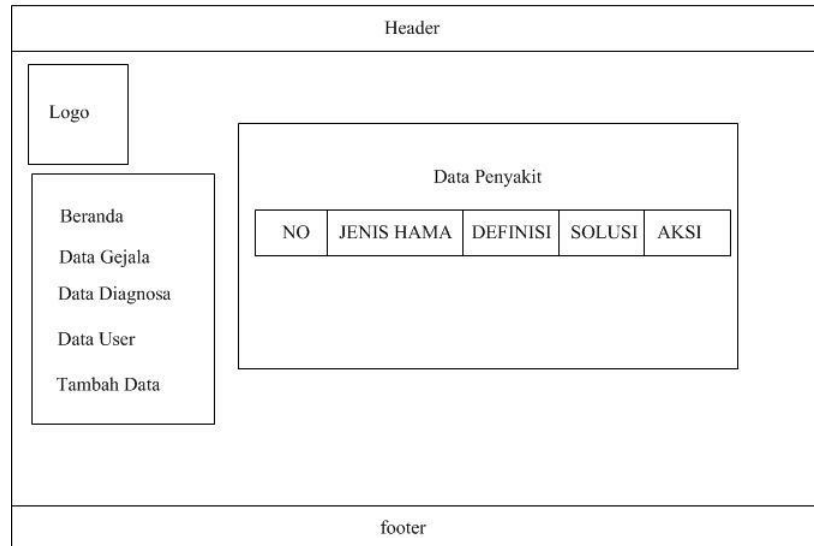 Header
Logo
Beranda
Data Gejala
Data Diagnosa
Data User
Tambah Data
Data Penyakit
NO JENIS HAMA DEFINISI SOLUSI AKSI
footer